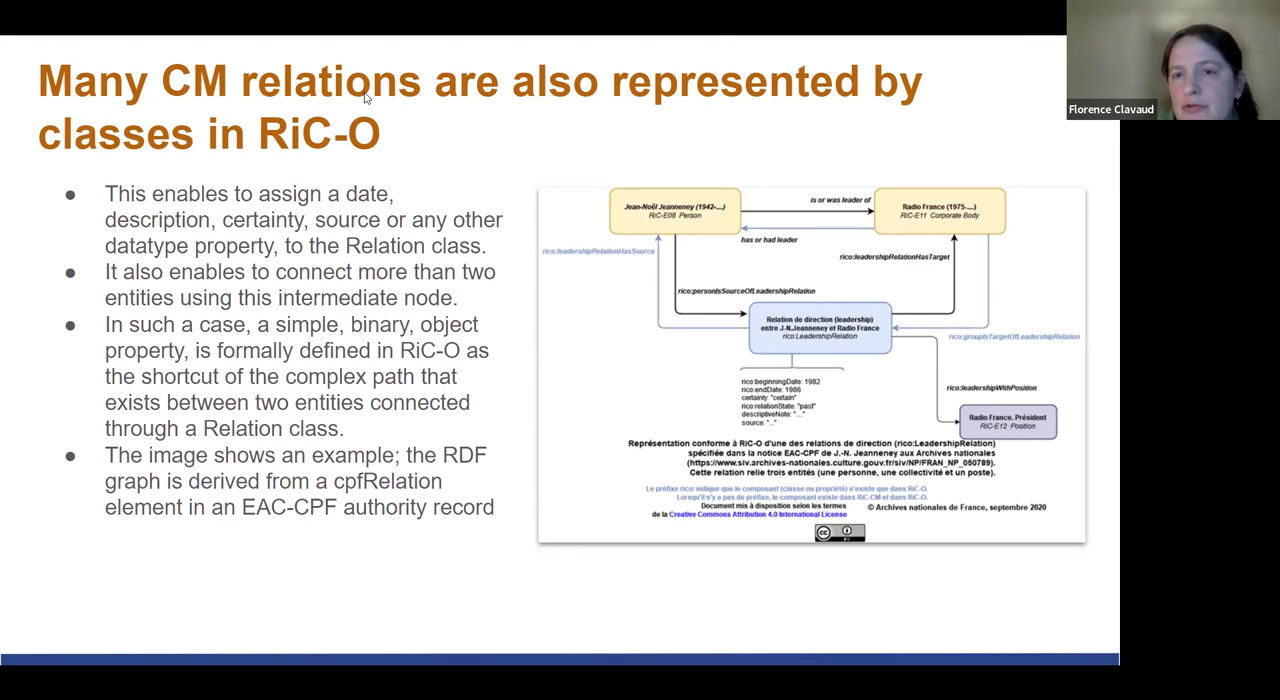 Many CM relations are also represented by
classes in RiC-O
Florence Clavaud
● This enables to assign a date,
description, certainty, source or any other
datatype property, to the Relation class.
● It also enables to connect more than two
entities using this intermediate node.
● In such a case, a simple, binary, object
property, is formally defined in RiC-O as
the shortcut of the complex path that
exists between two entities connected
through a Relation class.
● The image shows an example; the RDF
graph is derived from a cpfRelation
element in an EAC-CPF authority record
Jean-Noël Jeanneney (1942-....)
RiC-E08 Person
is or was leader of
Radio France (1975-....)
RiC-E11 Corporate Body
has or had leader
rico:leadershipRelationHasSource
rico:leadershipRelationHasTarget
rico:personIsSourceOfLeadershipRelation
Relation de direction (leadership)
entre J-N.Jeanneney et Radio France
rico:LeadershipRelation
rico:groupIsTargetOfLeadershipRelation
rico:beginningDate: 1982
rico:endDate: 1986
certainty: "certain"
rico:relationState: "past"
descriptiveNote: "...."
source: "..."
rico:leadershipWithPosition
Radio France. Président
RiC-E12 Position
Représentation conforme à RiC-O d'une des relations de direction (rico:LeadershipRelation)
spécifiée dans la notice EAC-CPF de J.-N. Jeanneney aux Archives nationales
(https://www.siv.archives-nationales.culture.gouv.fr/siv/NP/FRAN_NP_050789).
Cette relation relie trois entités (une personne, une collectivité et un poste).
Le préfixe rico: indique que le composant (classe ou propriété) n'existe que dans RiC-O.
Lorsqu'il n'y a pas de préfixe, le composant existe dans RiC-CM et dans RiC-O.
Document mis à disposition selon les termes
de la Creative Commons Attribution 4.0 International License
© Archives nationales de France, septembre 2020
CC
BY